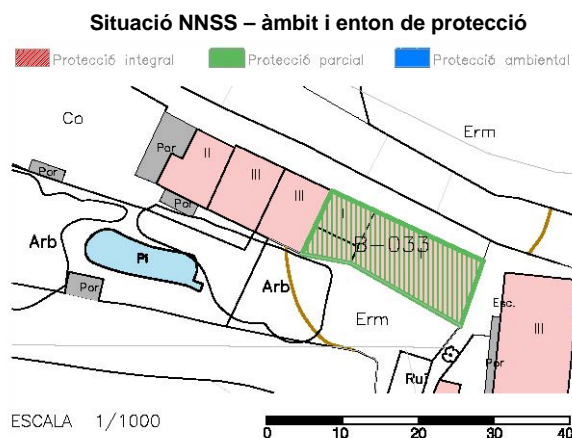 Situació NNSS – àmbit i enton de protecció
Protecció integral
Protecció parcial
Protecció ambiental
Co
Por
Erm
II
III
III
I
B-033
I
Por
Por
Arb
Pi
Por
Arb
Erm
Esc.
III
Por
Rui
ESCALA 1/1000
0 10 20 30 40